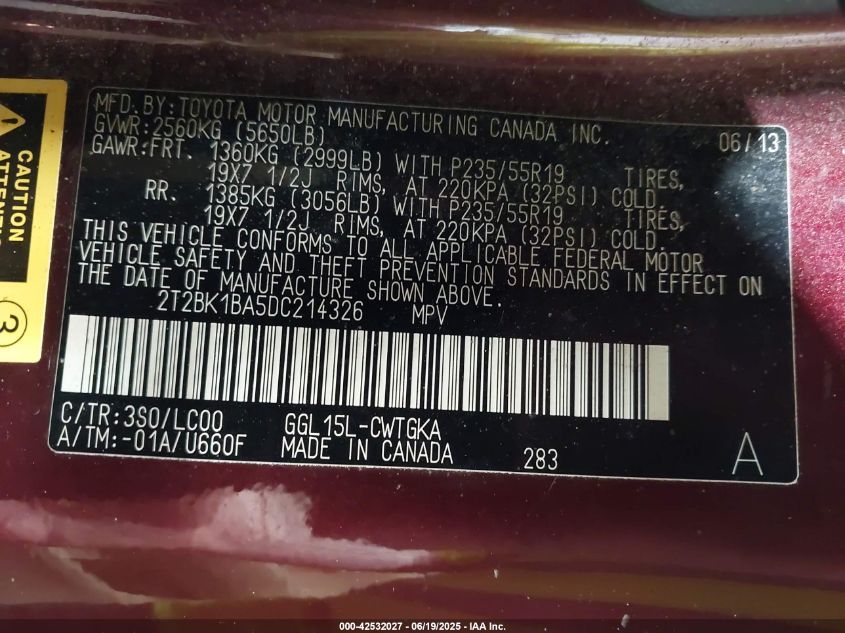 MFD. BY: TOYOTA MOTOR MANUFACTURING CANADA INC. 06/13
GVWR: 2560KG (5650LB)
GAWR: FRT. 1360KG (2999LB) WITH P235/55R19 TIRES,
19X7 1/2J RIMS, AT 220KPA (32PSI) COLD.
RR. 1385KG (3056LB) WITH P235/55R19 TIRES,
19X7 1/2J RIMS, AT 220KPA (32PSI) COLD.
THIS VEHICLE CONFORMS TO ALL APPLICABLE FEDERAL MOTOR
VEHICLE SAFETY AND THEFT PREVENTION STANDARDS IN EFFECT ON
THE DATE OF MANUFACTURE SHOWN ABOVE.
2T2BK1BA5DC214326 MPV
C/TR: 3S0/LC00 GGL15L-CWTGKA
A/TM: -01A/U660F MADE IN CANADA 283 A
3
000-42532027 - 06/19/2025 - IAA Inc.